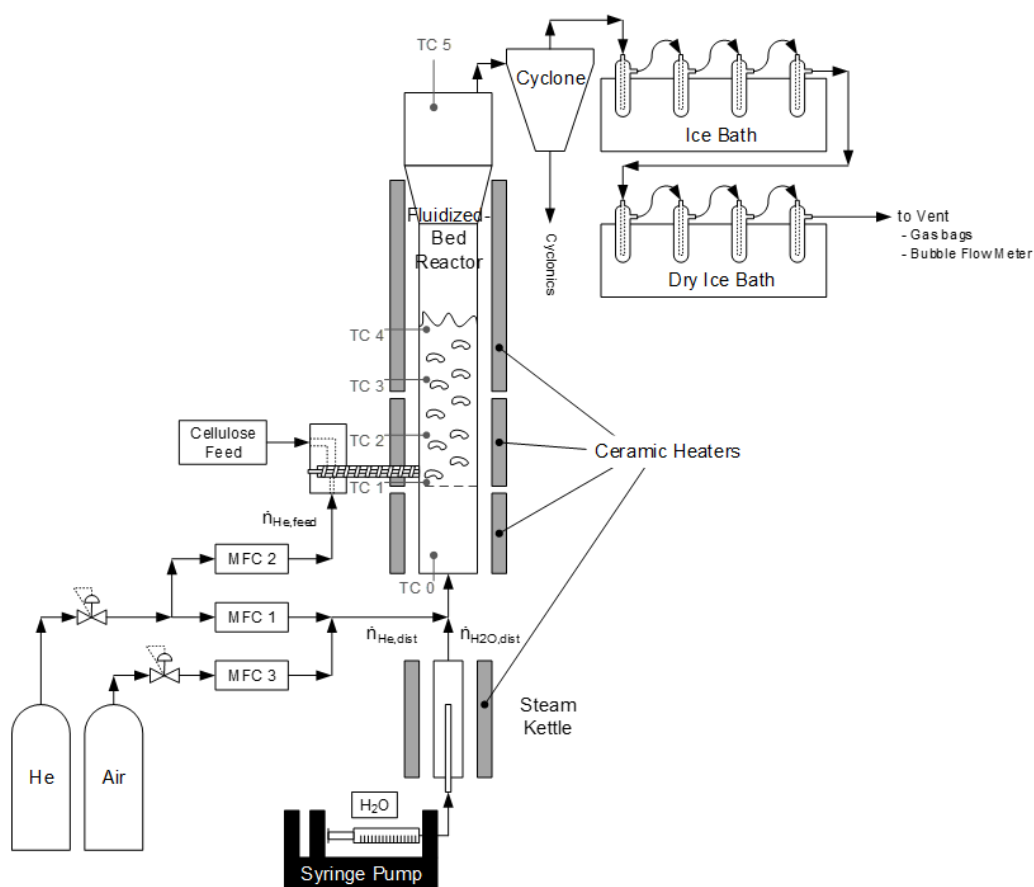 TC 5
Cyclone
Ice Bath
Fluidized-
Bed
Reactor
Cyclonics
to Vent
- Gas bags
- Bubble Flow Meter
Dry Ice Bath
TC 4
TC 3
Cellulose
Feed
TC 2
Ceramic Heaters
TC 1
ṅHe,feed
MFC 2
TC 0
MFC 1
ṅHe,dist
ṅH2O,dist
MFC 3
Steam
Kettle
He
Air
H₂O
Syringe Pump